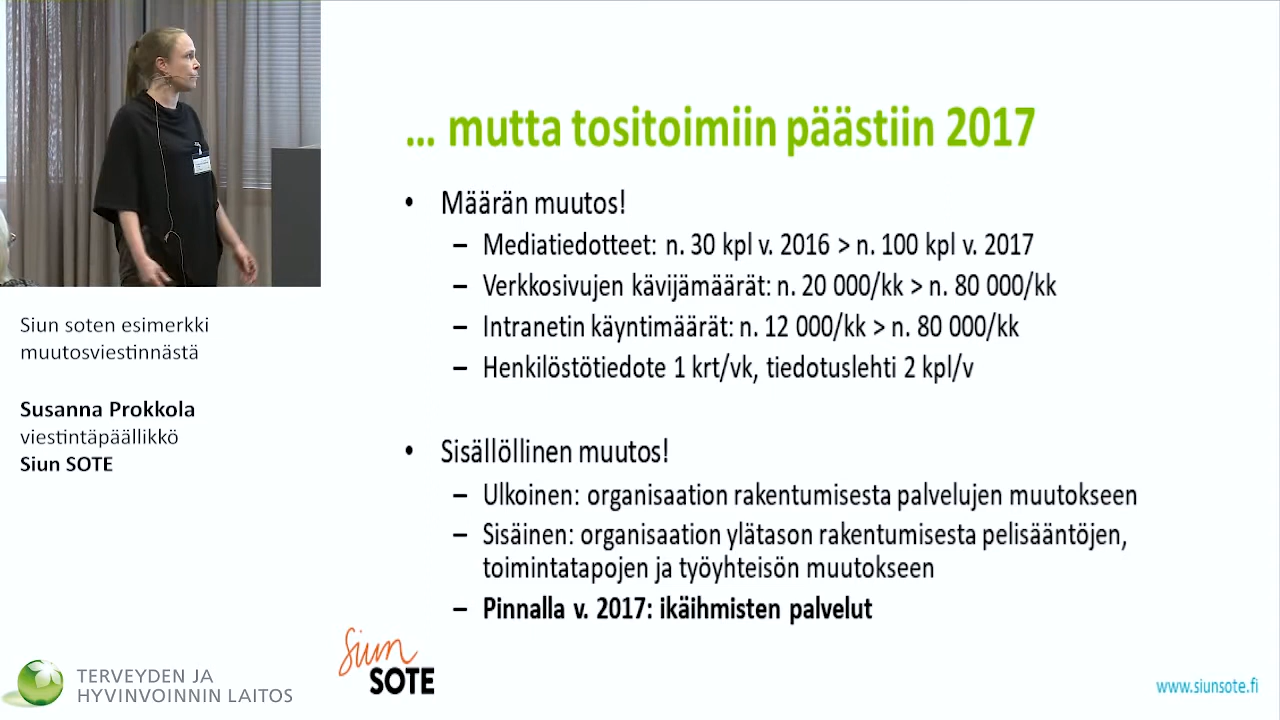 ... mutta tositoimiin päästiin 2017
• Määrän muutos!
– Mediatiedotteet: n. 30 kpl v. 2016 > n. 100 kpl v. 2017
– Verkkosivujen kävijämäärät: n. 20 000/kk > n. 80 000/kk
– Intranetin käyntimäärät: n. 12 000/kk > n. 80 000/kk
– Henkilöstötiedote 1 krt/vk, tiedotuslehti 2 kpl/v
• Sisällöllinen muutos!
– Ulkoinen: organisaation rakentumisesta palvelujen muutokseen
– Sisäinen: organisaation ylätason rakentumisesta pelisääntöjen,
toimintatapojen ja työyhteisön muutokseen
– Pinnalla v. 2017: ikäihmisten palvelut
Siun soten esimerkki
muutosviestinnästä
Susanna Prokkola
viestintäpäällikkö
Siun SOTE
TERVEYDEN JA
HYVINVOINNIN LAITOS
Siun
SOTE
www.siunsote.fi